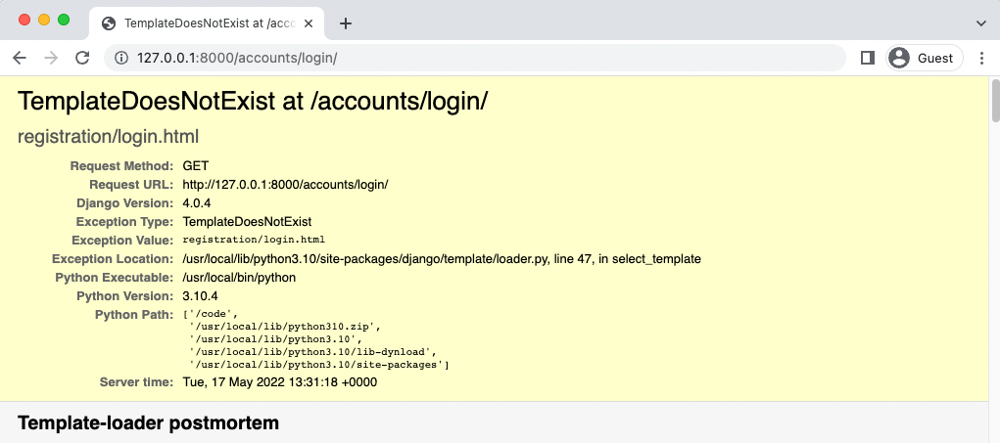 TemplateDoesNotExist at /acco
127.0.0.1:8000/accounts/login/
Guest
TemplateDoesNotExist at /accounts/login/
registration/login.html
Request Method: GET
Request URL: http://127.0.0.1:8000/accounts/login/
Django Version: 4.0.4
Exception Type: TemplateDoesNotExist
Exception Value: registration/login.html
Exception Location: /usr/local/lib/python3.10/site-packages/django/template/loader.py, line 47, in select_template
Python Executable: /usr/local/bin/python
Python Version: 3.10.4
Python Path: ['/code',
'/usr/local/lib/python310.zip',
'/usr/local/lib/python3.10',
'/usr/local/lib/python3.10/lib-dynload',
'/usr/local/lib/python3.10/site-packages']
Server time: Tue, 17 May 2022 13:31:18 +0000
Template-loader postmortem